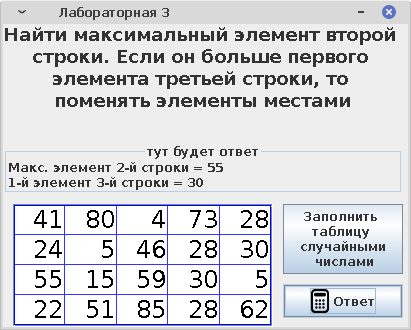 Лабораторная 3
Найти максимальный элемент второй
строки. Если он больше первого
элемента третьей строки, то
поменять элементы местами
тут будет ответ
Макс. элемент 2-й строки = 55
1-й элемент 3-й строки = 30
41 80 4 73 28
24 5 46 28 30
55 15 59 30 5
22 51 85 28 62
Заполнить
таблицу
случайными
числами
Ответ